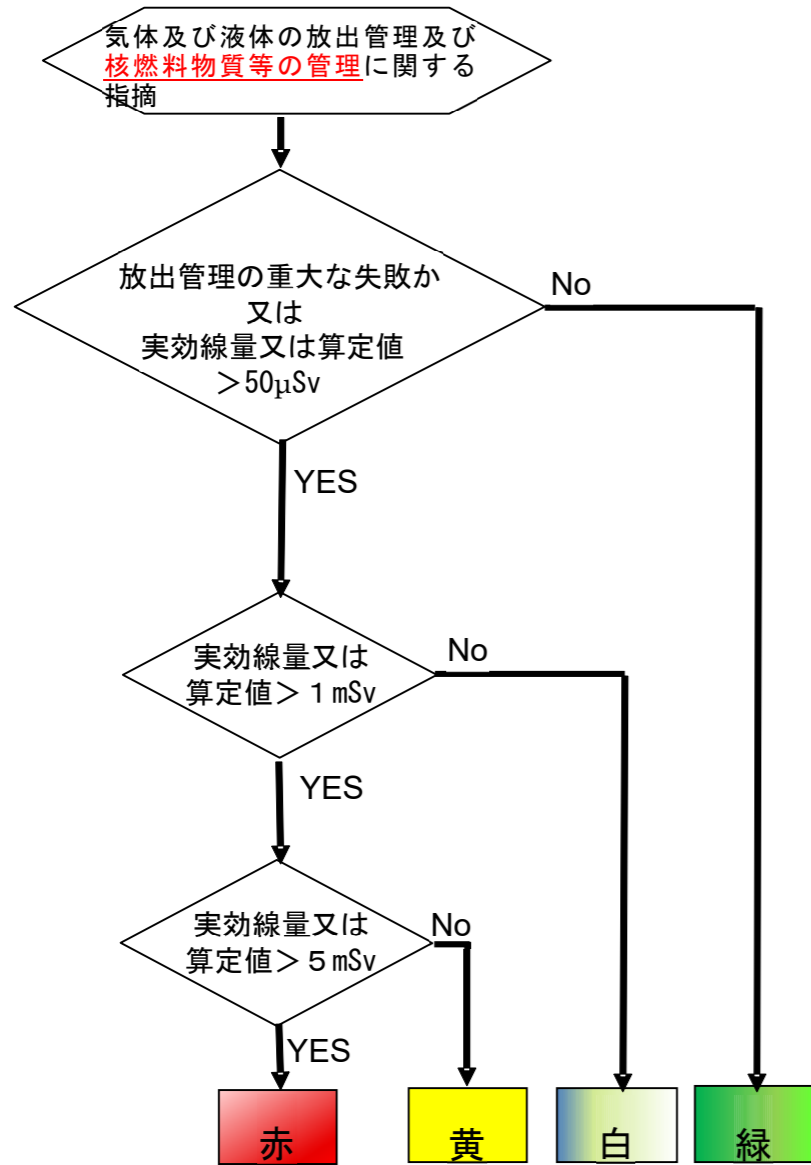 気体及び液体の放出管理及び
核燃料物質等の管理に関する
指摘
放出管理の重大な失敗か
又は
実効線量又は算定値
＞50μSv
No
YES
実効線量又は
算定値＞１mSv
No
YES
実効線量又は
算定値＞５mSv
No
YES
赤
黄
白
緑